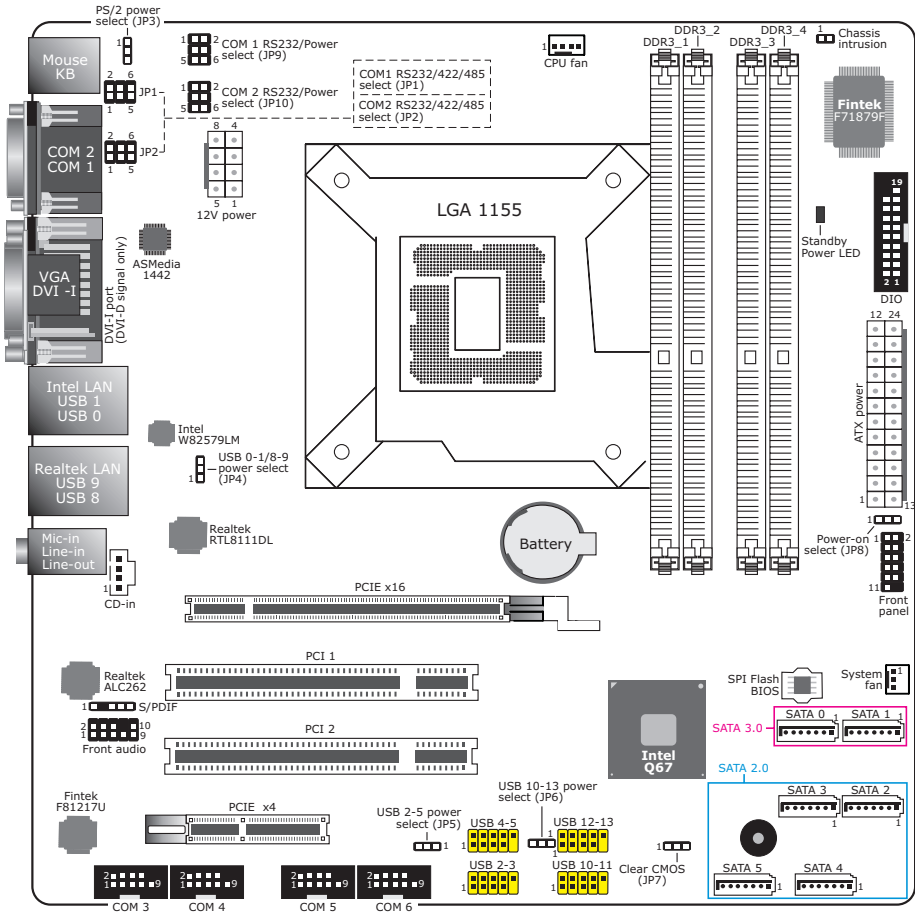 PS/2 power
select (JP3)
1
Mouse
KB
1 2
5 6
COM 1 RS232/Power
select (JP9)
1 2
5 6
COM 2 RS232/Power
select (JP10)
2 6
JP1
1 5
2 6
JP2
1 5
COM1 RS232/422/485
select (JP1)
COM2 RS232/422/485
select (JP2)
COM 2
COM 1
8 4
5 1
12V power
1
CPU fan
DDR3_1
DDR3_2
DDR3_3
DDR3_4
1
Chassis
intrusion
Fintek
F71879F
LGA 1155
ASMedia
1442
VGA
DVI -I
DVI-I port
(DVI-D signal only)
Standby
Power LED
19
2 1
DIO
12 24
ATX power
1
13
Intel LAN
USB 1
USB 0
Intel
W82579LM
USB 0-1/8-9
power select
(JP4)
1
Realtek LAN
USB 9
USB 8
Realtek
RTL8111DL
Mic-in
Line-in
Line-out
1
CD-in
Battery
1
Power-on
select (JP8)
1 2
11
Front
panel
PCIE x16
PCI 1
Realtek
ALC262
1
S/PDIF
2 10
1 9
Front audio
PCI 2
Intel
Q67
SPI Flash
BIOS
System
fan
1
SATA 3.0
SATA 0
1
SATA 1
1
SATA 2.0
SATA 3
1
SATA 2
1
SATA 5
1
SATA 4
1
Fintek
F81217U
PCIE x4
USB 2-5 power
select (JP5)
1
USB 4-5
1
USB 10-13 power
select (JP6)
1
USB 12-13
1
USB 2-3
1
USB 10-11
1
1
Clear CMOS
(JP7)
2
1 9
COM 3
2
1 9
COM 4
2
1 9
COM 5
2
1 9
COM 6